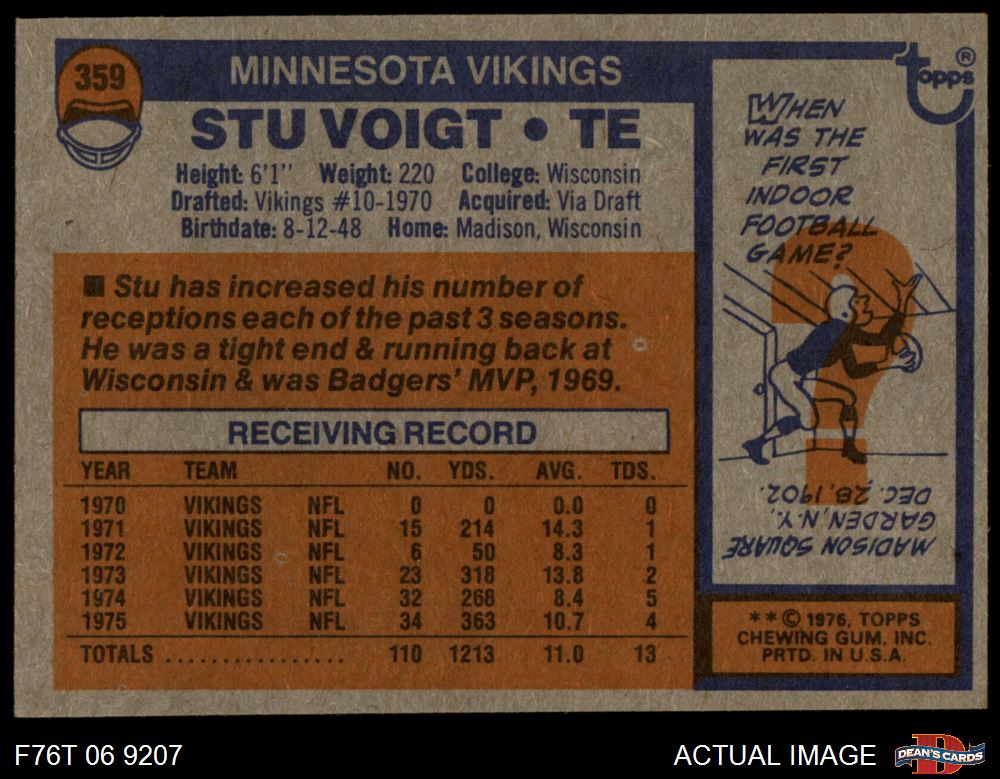 359
MINNESOTA VIKINGS
STU VOIGT • TE
Height: 6'1" Weight: 220 College: Wisconsin
Drafted: Vikings #10-1970 Acquired: Via Draft
Birthdate: 8-12-48 Home: Madison, Wisconsin
■ Stu has increased his number of
receptions each of the past 3 seasons.
He was a tight end & running back at
Wisconsin & was Badgers' MVP, 1969.
RECEIVING RECORD
YEAR TEAM NO. YDS. AVG. TDS.
1970 VIKINGS NFL 0 0 0.0 0
1971 VIKINGS NFL 15 214 14.3 1
1972 VIKINGS NFL 6 50 8.3 1
1973 VIKINGS NFL 23 318 13.8 2
1974 VIKINGS NFL 32 268 8.4 5
1975 VIKINGS NFL 34 363 10.7 4
TOTALS ................ 110 1213 11.0 13
topps ®
WHEN
WAS THE
FIRST
INDOOR
FOOTBALL
GAME?
?
MADISON SQUARE
GARDEN, N.Y.
DEC. 28, 1902.
* * © 1976, TOPPS
CHEWING GUM, INC.
PRTD. IN U.S.A.
F76T 06 9207
ACTUAL IMAGE
D
DEAN'S CARDS